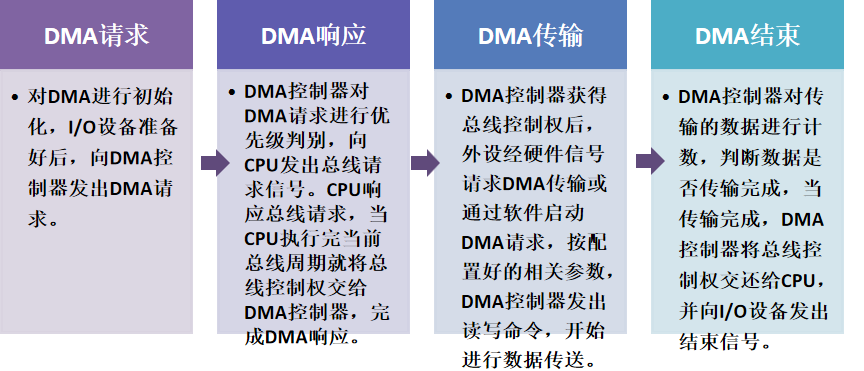 DMA请求
• 对DMA进行初始
化，I/O设备准备
好后，向DMA控
制器发出DMA请
求。
DMA响应
• DMA控制器对
DMA请求进行优
先级判别，向
CPU发出总线请
求信号。CPU响
应总线请求，当
CPU执行完当前
总线周期就将总
线控制权交给
DMA控制器，完
成DMA响应。
DMA传输
• DMA控制器获得
总线控制权后，
外设经硬件信号
请求DMA传输或
通过软件启动
DMA请求，按配
置好的相关参数，
DMA控制器发出
读写命令，开始
进行数据传送。
DMA结束
• DMA控制器对传
输的数据进行计
数，判断数据是
否传输完成，当
传输完成，DMA
控制器将总线控
制权交还给CPU，
并向I/O设备发出
结束信号。